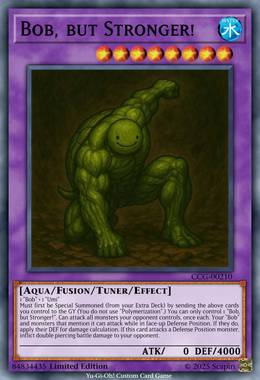 Bob, but Stronger!
WATER
水
CCG-00210
[Aqua/Fusion/Tuner/Effect]
1 "Bob" + 1 "Umi"
Must first be Special Summoned (from your Extra Deck) by sending the above cards
you control to the GY (You do not use "Polymerization".) You can only control 1 "Bob,
but Stronger!". Can attack all monsters your opponent controls, once each. Your "Bob"
and monsters that mention it can attack while in face-up Defense Position. If they do,
apply their DEF for damage calculation. If this card attacks a Defense Position monster,
inflict double piercing battle damage to your opponent.
ATK/ 0 DEF/4000
84834435 Limited Edition
© 2025 Scupin
Yu-Gi-Oh! Custom Card Game